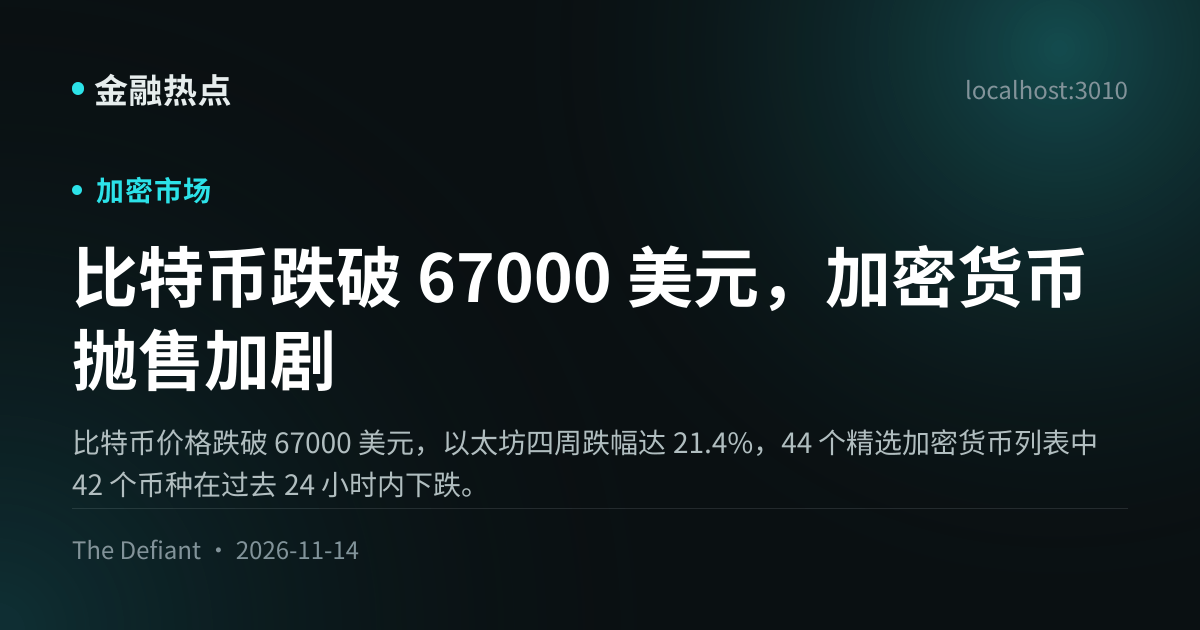 金融热点
localhost:3010
加密市场
比特币跌破 67000 美元，加密货币
抛售加剧
比特币价格跌破 67000 美元，以太坊四周跌幅达 21.4%，44 个精选加密货币列表中
42 个币种在过去 24 小时内下跌。
The Defiant · 2026-11-14